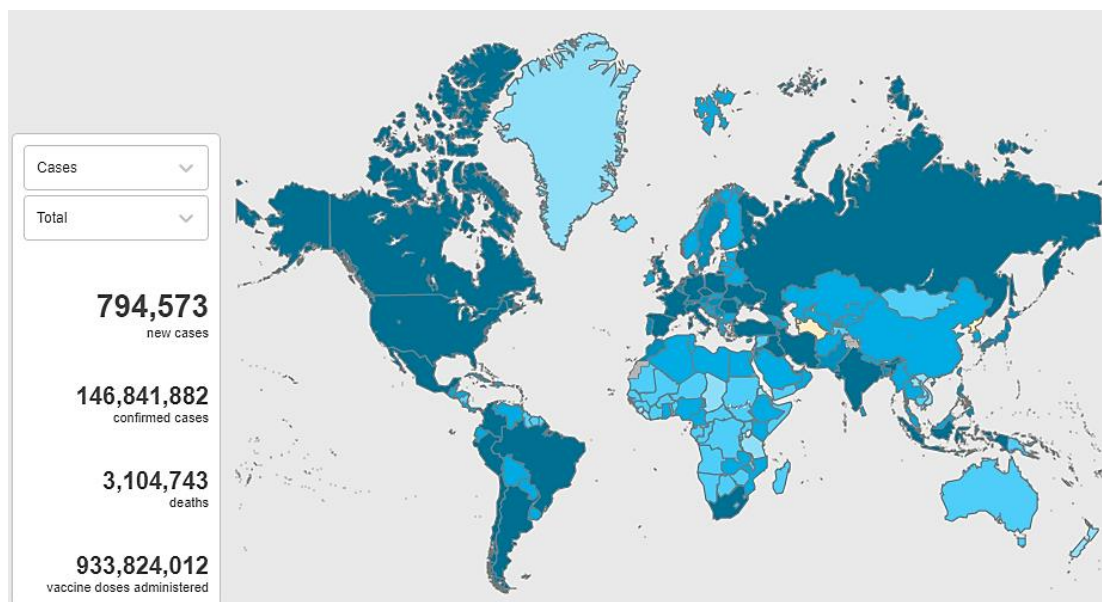 Cases
Total
794,573
new cases
146,841,882
confirmed cases
3,104,743
deaths
933,824,012
vaccine doses administered